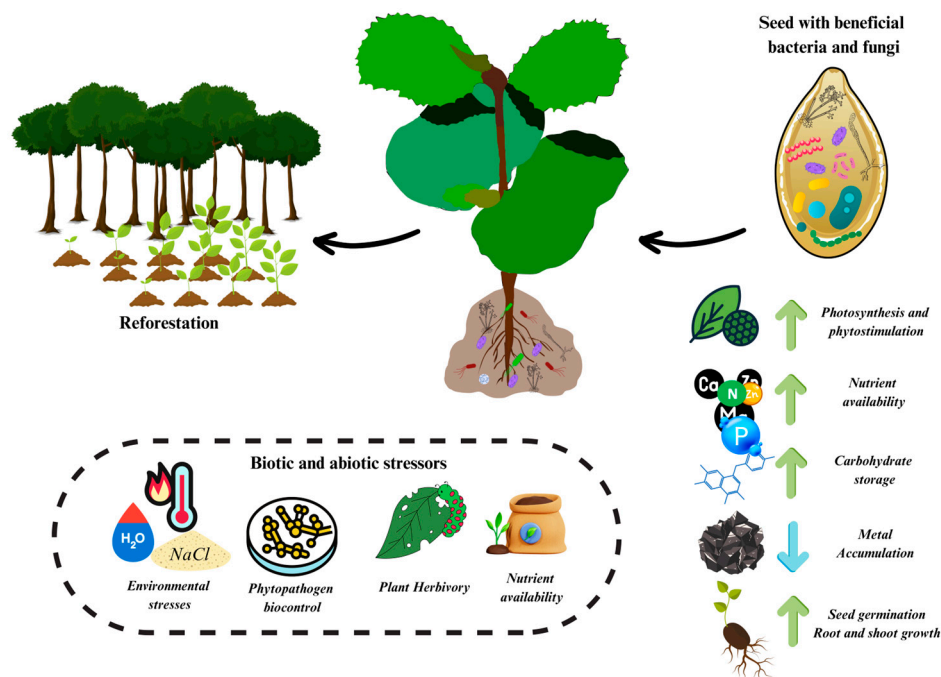 Seed with beneficial
bacteria and fungi
Reforestation
Photosynthesis and
phytostimulation
Ca
Zn
N
Zn
Mg
Nutrient
availability
P
Carbohydrate
storage
Metal
Accumulation
Seed germination
Root and shoot growth
Biotic and abiotic stressors
H₂O
NaCl
Environmental
stresses
Phytopathogen
biocontrol
Plant Herbivory
Nutrient
availability